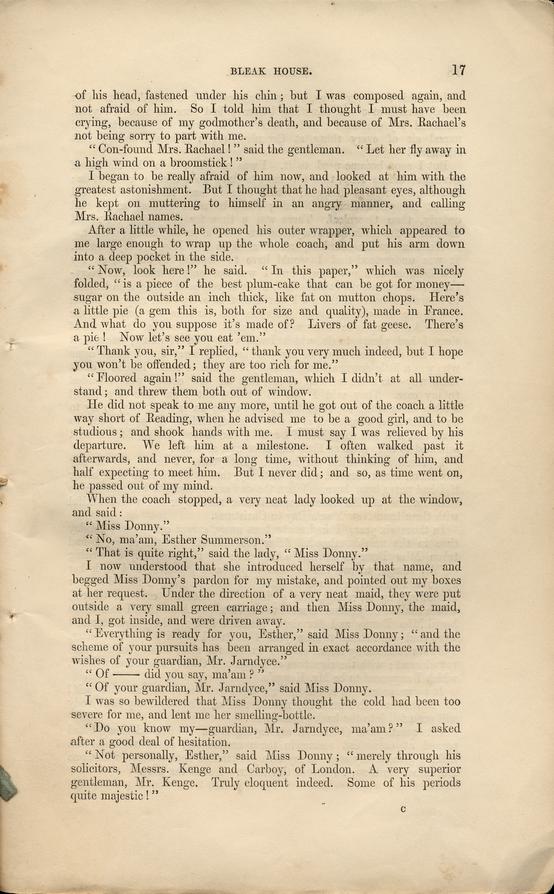 BLEAK HOUSE. 17
of his head, fastened under his chin; but I was composed again, and
not afraid of him. So I told him that I thought I must have been
crying, because of my godmother's death, and because of Mrs. Rachael's
not being sorry to part with me.
"Con-found Mrs. Rachael!" said the gentleman. "Let her fly away in
a high wind on a broomstick!"
I began to be really afraid of him now, and looked at him with the
greatest astonishment. But I thought that he had pleasant eyes, although
he kept on muttering to himself in an angry manner, and calling
Mrs. Rachael names.
After a little while, he opened his outer wrapper, which appeared to
me large enough to wrap up the whole coach, and put his arm down
into a deep pocket in the side.
"Now, look here!" he said. "In this paper," which was nicely
folded, "is a piece of the best plum-cake that can be got for money—
sugar on the outside an inch thick, like fat on mutton chops. Here's
a little pie (a gem this is, both for size and quality), made in France.
And what do you suppose it's made of? Livers of fat geese. There's
a pie! Now let's see you eat 'em."
"Thank you, sir," I replied, "thank you very much indeed, but I hope
you won't be offended; they are too rich for me."
"Floored again!" said the gentleman, which I didn't at all under-
stand; and threw them both out of window.
He did not speak to me any more, until he got out of the coach a little
way short of Reading, when he advised me to be a good girl, and to be
studious; and shook hands with me. I must say I was relieved by his
departure. We left him at a milestone. I often walked past it
afterwards, and never, for a long time, without thinking of him, and
half expecting to meet him. But I never did; and so, as time went on,
he passed out of my mind.
When the coach stopped, a very neat lady looked up at the window,
and said:
"Miss Donny."
"No, ma'am, Esther Summerson."
"That is quite right," said the lady, "Miss Donny."
I now understood that she introduced herself by that name, and
begged Miss Donny's pardon for my mistake, and pointed out my boxes
at her request. Under the direction of a very neat maid, they were put
outside a very small green carriage; and then Miss Donny, the maid,
and I, got inside, and were driven away.
"Everything is ready for you, Esther," said Miss Donny; "and the
scheme of your pursuits has been arranged in exact accordance with the
wishes of your guardian, Mr. Jarndyce."
"Of —— did you say, ma'am?"
"Of your guardian, Mr. Jarndyce," said Miss Donny.
I was so bewildered that Miss Donny thought the cold had been too
severe for me, and lent me her smelling-bottle.
"Do you know my—guardian, Mr. Jarndyce, ma'am?" I asked
after a good deal of hesitation.
"Not personally, Esther," said Miss Donny; "merely through his
solicitors, Messrs. Kenge and Carboy, of London. A very superior
gentleman, Mr. Kenge. Truly eloquent indeed. Some of his periods
quite majestic!"
C